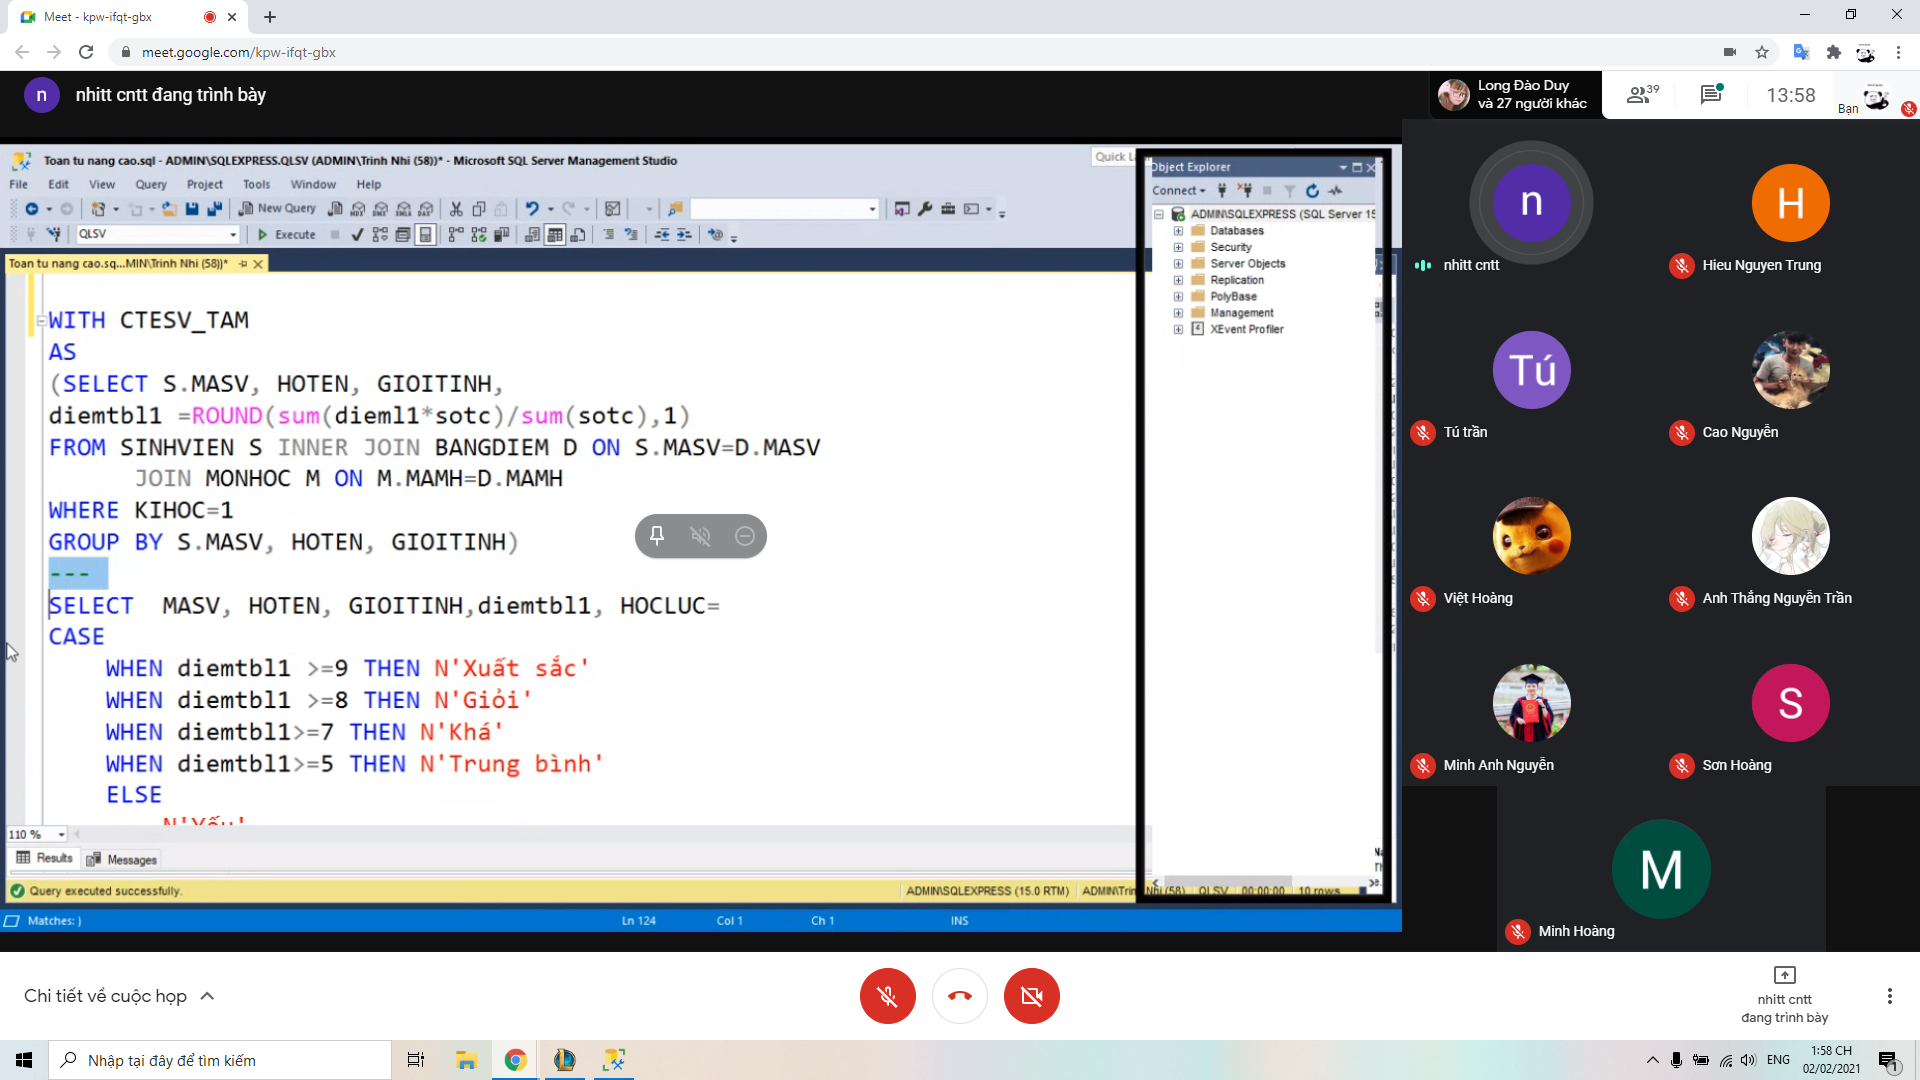 Meet - kpw-ifqt-gbx
meet.google.com/kpw-ifqt-gbx
n
nhitt cntt đang trình bày
Long Đào Duy
và 27 người khác
39
13:58
Bạn
Toan tu nang cao.sql - ADMIN\SQLEXPRESS.QLSV (ADMIN\Trinh Nhi (58))* - Microsoft SQL Server Management Studio
Quick
File Edit View Query Project Tools Window Help
New Query
QLSV
Execute
Toan tu nang cao.sq...MIN\Trinh Nhi (58))*
WITH CTESV_TAM
AS
(SELECT S.MASV, HOTEN, GIOITINH,
diemtbl1 =ROUND(sum(dieml1*sotc)/sum(sotc),1)
FROM SINHVIEN S INNER JOIN BANGDIEM D ON S.MASV=D.MASV
JOIN MONHOC M ON M.MAMH=D.MAMH
WHERE KIHOC=1
GROUP BY S.MASV, HOTEN, GIOITINH)
---
SELECT MASV, HOTEN, GIOITINH,diemtbl1, HOCLUC=
CASE
WHEN diemtbl1 >=9 THEN N'Xuất sắc'
WHEN diemtbl1 >=8 THEN N'Giỏi'
WHEN diemtbl1>=7 THEN N'Khá'
WHEN diemtbl1>=5 THEN N'Trung bình'
ELSE
N'Yếu'
110 %
Results Messages
Query executed successfully.
ADMIN\SQLEXPRESS (15.0 RTM) ADMIN\Trinh Nhi (58) QLSV 00:00:00 10 rows
Matches: )
Ln 124 Col 1 Ch 1 INS
Object Explorer
Connect
ADMIN\SQLEXPRESS (SQL Server 15
Databases
Security
Server Objects
Replication
PolyBase
Management
XEvent Profiler
n
nhitt cntt
H
Hieu Nguyen Trung
Tú
Tú trần
Cao Nguyễn
Việt Hoàng
Anh Thắng Nguyễn Trần
Minh Anh Nguyễn
S
Sơn Hoàng
M
Minh Hoàng
Chi tiết về cuộc họp
nhitt cntt
đang trình bày
Nhập tại đây để tìm kiếm
ENG
1:58 CH
02/02/2021
1